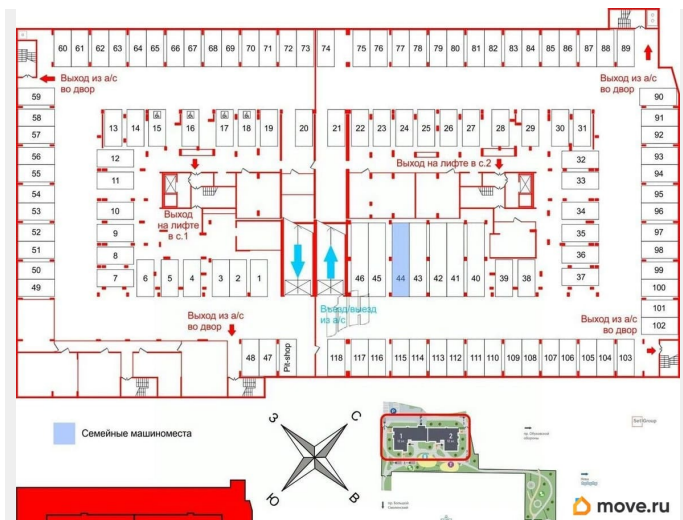 60 61 62 63 64 65 66 67 68 69 70 71 72 73 74 75 76 77 78 79 80 81 82 83 84 85 86 87 88 89
Выход из а/с
во двор
Выход из а/с
во двор
59
58
57
56
55
54
53
52
51
50
49
90
91
92
93
94
95
96
97
98
99
100
101
102
13 14 15 16 17 18 19 20 21 22 23 24 25 26 27 28 29 30 31
12
11
10
9
8
7
32
33
34
35
36
37
Выход на лифте в с.2
Выход
на лифте
в с.1
6 5 4 3 2 1
46 45 44 43 42 41 40 39 38
Въезд/выезд
из а/с
Выход из а/с
во двор
Выход из а/с
во двор
48 47 Pit-shop 118 117 116 115 114 113 112 111 110 109 108 107 106 105 104 103
Семейные машиноместа
З
С
Ю
В
1
2
move.ru